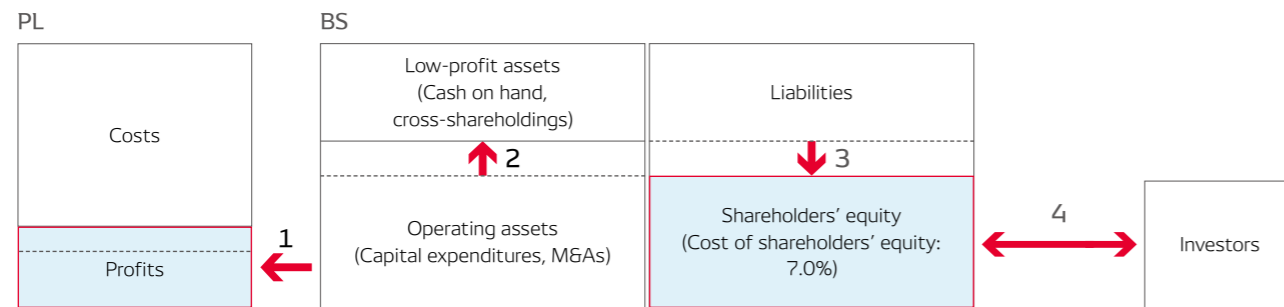 PL
BS
Costs
Profits
1
Low-profit assets
(Cash on hand,
cross-shareholdings)
2
Operating assets
(Capital expenditures, M&As)
Liabilities
3
Shareholders’ equity
(Cost of shareholders’ equity:
7.0%)
4
Investors